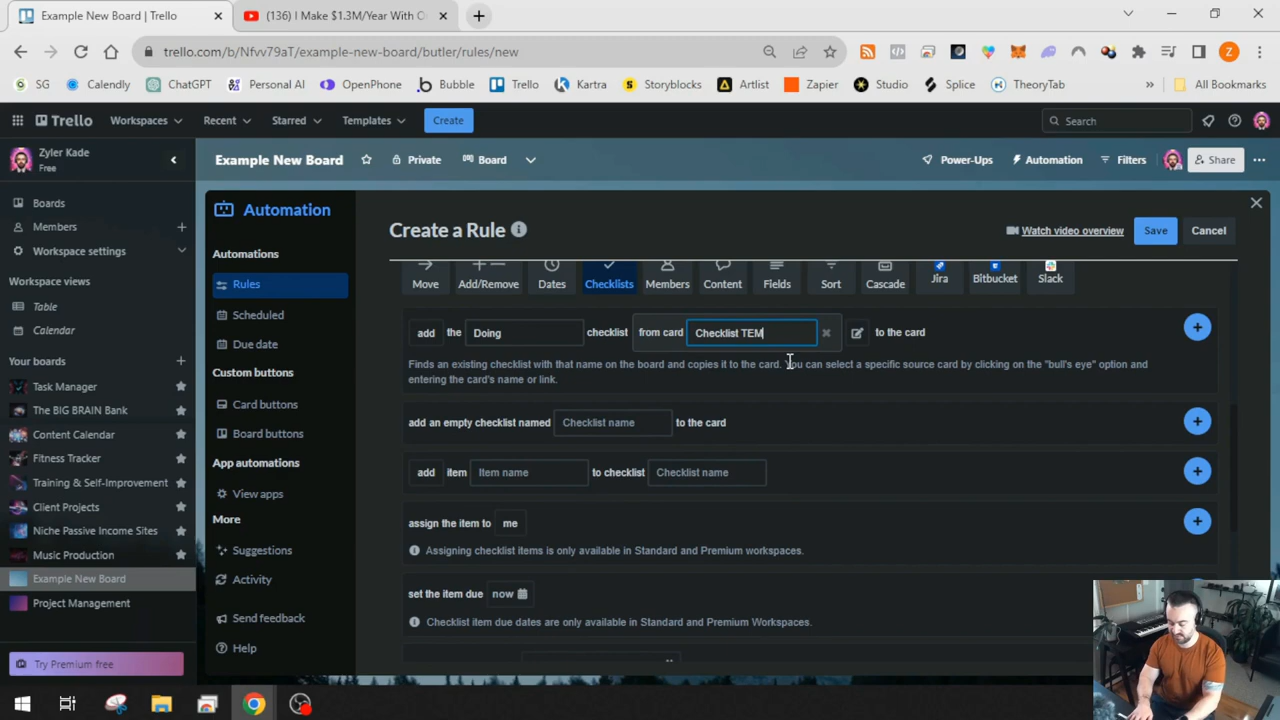 Example New Board | Trello
(136) I Make $1.3M/Year With O
trello.com/b/Nfvv79aT/example-new-board/butler/rules/new
Z
SG
Calendly
ChatGPT
Personal AI
OpenPhone
Bubble
Trello
Kartra
Storyblocks
Artlist
Zapier
Studio
Splice
TheoryTab
»
All Bookmarks
Trello
Workspaces
Recent
Starred
Templates
Create
Search
Zyler Kade
Free
Example New Board
Private
Board
Power-Ups
Automation
Filters
Share
Boards
Members
Workspace settings
Workspace views
Table
Calendar
Your boards
Task Manager
The BIG BRAIN Bank
Content Calendar
Fitness Tracker
Training & Self-Improvement
Client Projects
Niche Passive Income Sites
Music Production
Example New Board
Project Management
Try Premium free
Automation
Automations
Rules
Scheduled
Due date
Custom buttons
Card buttons
Board buttons
App automations
View apps
More
Suggestions
Activity
Send feedback
Help
Create a Rule
Watch video overview
Save
Cancel
Move
Add/Remove
Dates
Checklists
Members
Content
Fields
Sort
Cascade
Jira
Bitbucket
Slack
add the Doing checklist from card Checklist TEM to the card
Finds an existing checklist with that name on the board and copies it to the card. You can select a specific source card by clicking on the "bull's eye" option and
entering the card's name or link.
add an empty checklist named Checklist name to the card
add item Item name to checklist Checklist name
assign the item to me
Assigning checklist items is only available in Standard and Premium workspaces.
set the item due now
Checklist item due dates are only available in Standard and Premium Workspaces.